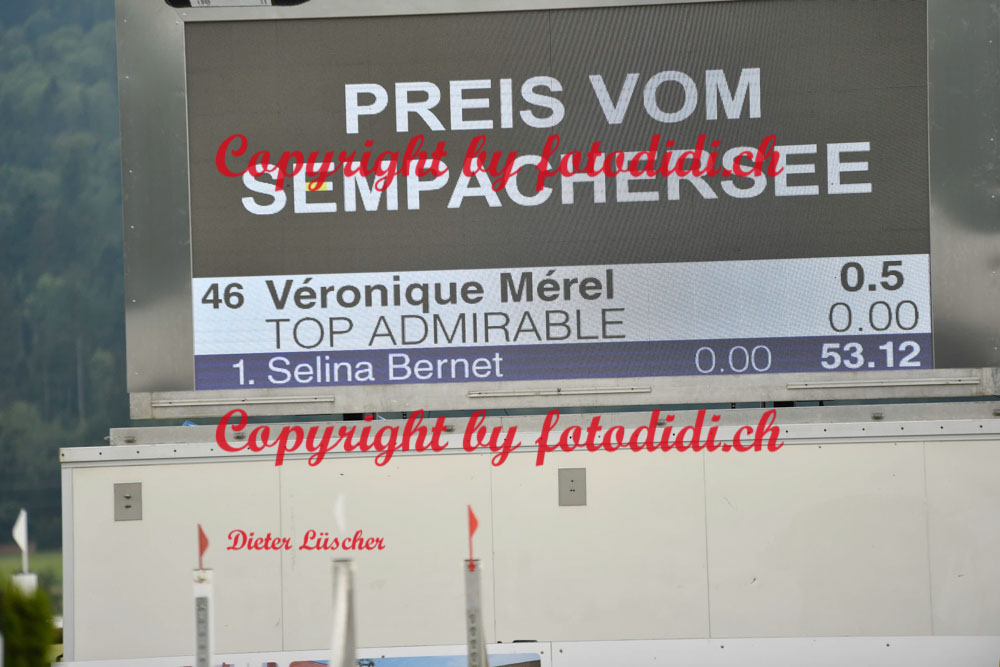 PREIS VOM
Copyright by fotodidi.ch
SEMPACHERSEE
46 Véronique Mérel 0.5
TOP ADMIRABLE 0.00
1. Selina Bernet 0.00 53.12
Copyright by fotodidi.ch
Dieter Lüscher